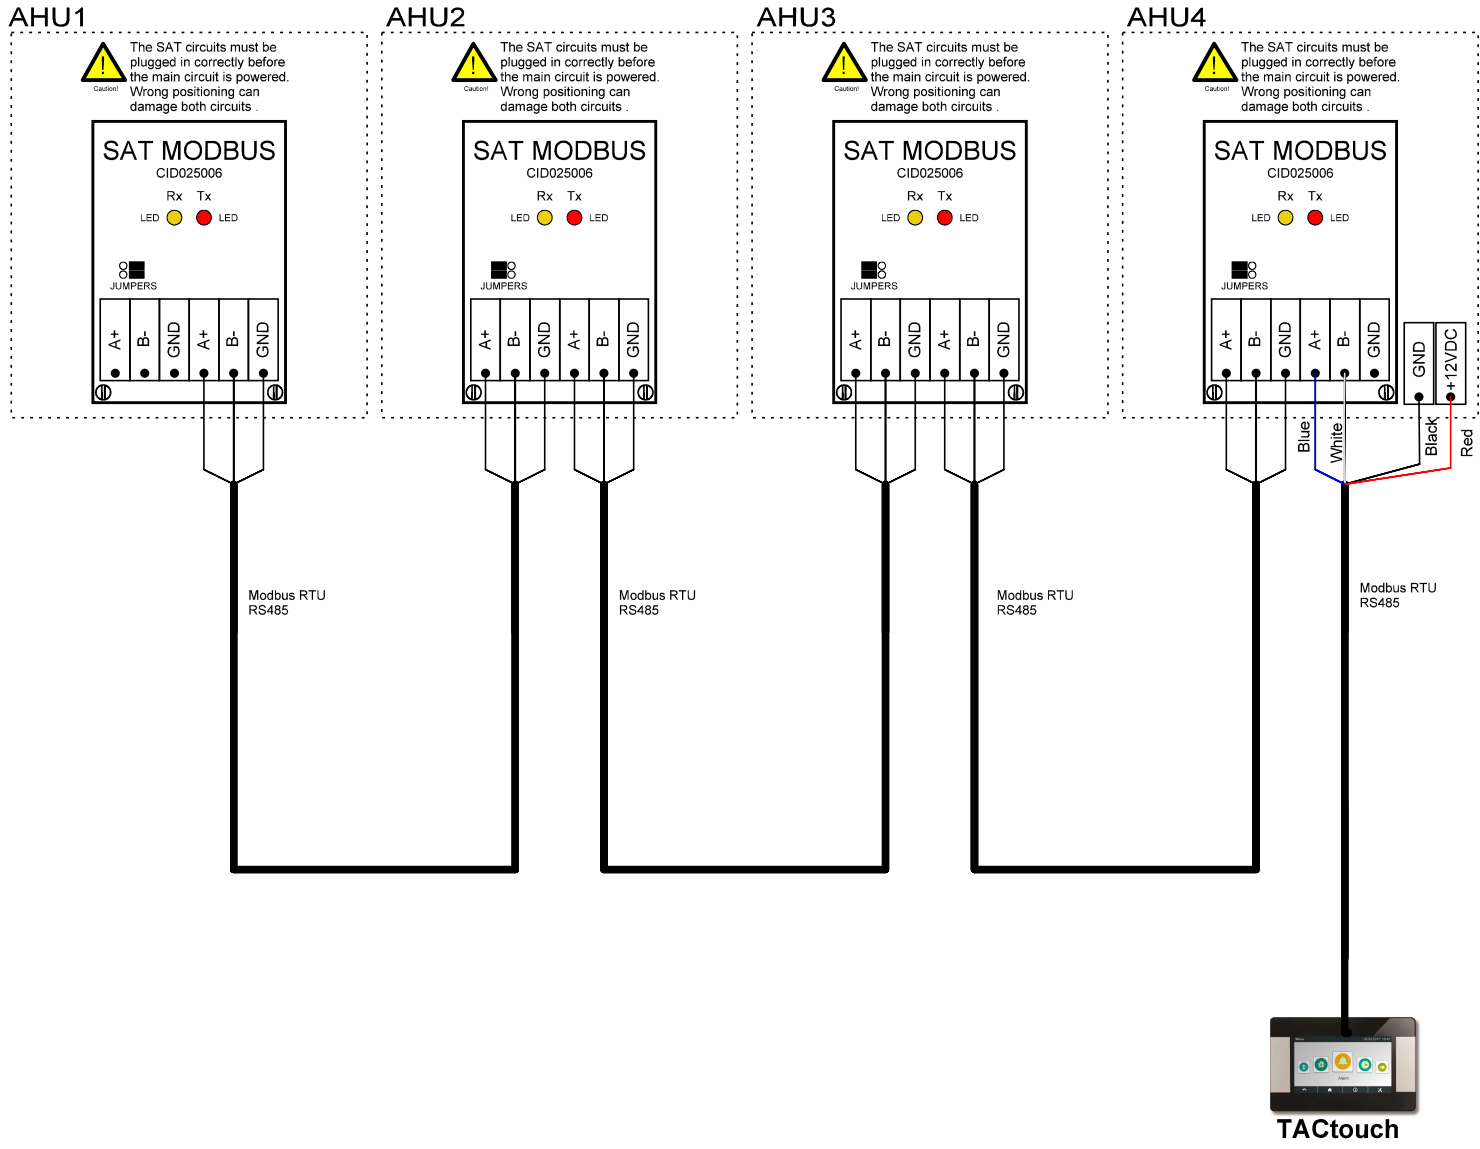 AHU1
The SAT circuits must be
plugged in correctly before
the main circuit is powered.
Wrong positioning can
damage both circuits .
!
Caution!
SAT MODBUS
CID025006
Rx Tx
LED LED
JUMPERS
A+ B- GND A+ B- GND
Modbus RTU
RS485
AHU2
The SAT circuits must be
plugged in correctly before
the main circuit is powered.
Wrong positioning can
damage both circuits .
!
Caution!
SAT MODBUS
CID025006
Rx Tx
LED LED
JUMPERS
A+ B- GND A+ B- GND
Modbus RTU
RS485
AHU3
The SAT circuits must be
plugged in correctly before
the main circuit is powered.
Wrong positioning can
damage both circuits .
!
Caution!
SAT MODBUS
CID025006
Rx Tx
LED LED
JUMPERS
A+ B- GND A+ B- GND
Modbus RTU
RS485
AHU4
The SAT circuits must be
plugged in correctly before
the main circuit is powered.
Wrong positioning can
damage both circuits .
!
Caution!
SAT MODBUS
CID025006
Rx Tx
LED LED
JUMPERS
A+ B- GND A+ B- GND
GND +12VDC
Blue White Black Red
Modbus RTU
RS485
Menu
Alarm
TACtouch